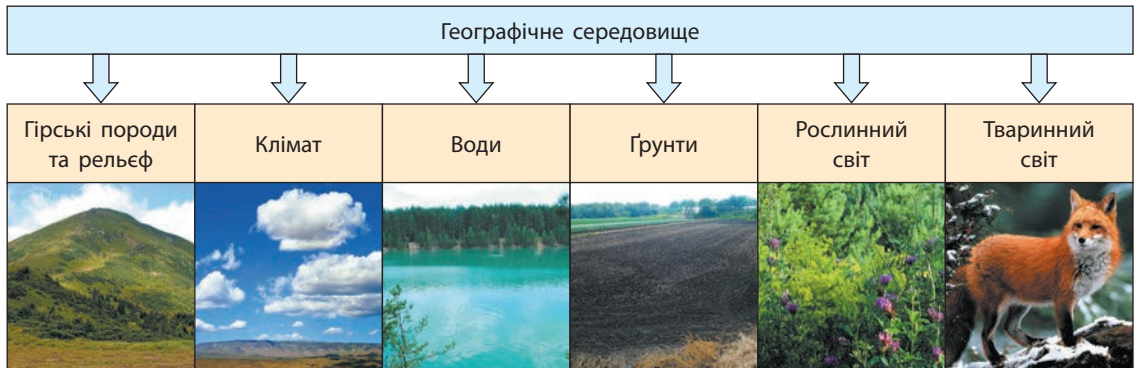 Географічне середовище
Гірські породи
та рельєф
Клімат
Води
Ґрунти
Рослинний
світ
Тваринний
світ